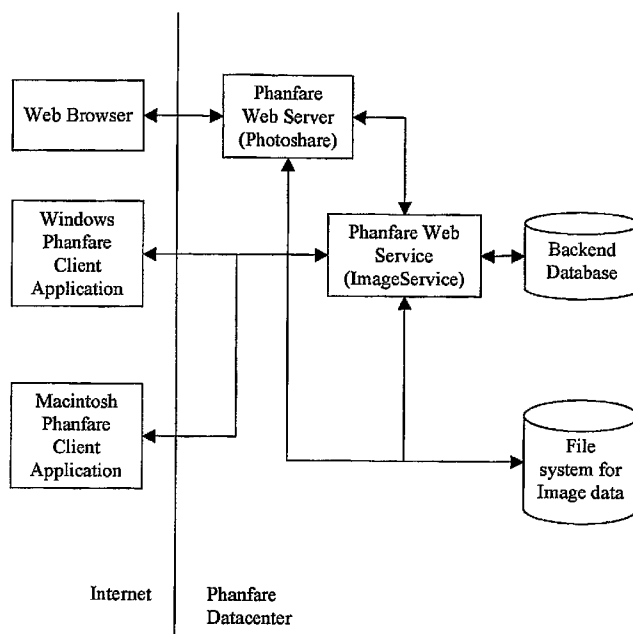 Web Browser
Phanfare
Web Server
(Photoshare)
Windows
Phanfare
Client
Application
Phanfare Web
Service
(ImageService)
Backend
Database
Macintosh
Phanfare
Client
Application
File
system for
Image data
Internet
Phanfare
Datacenter